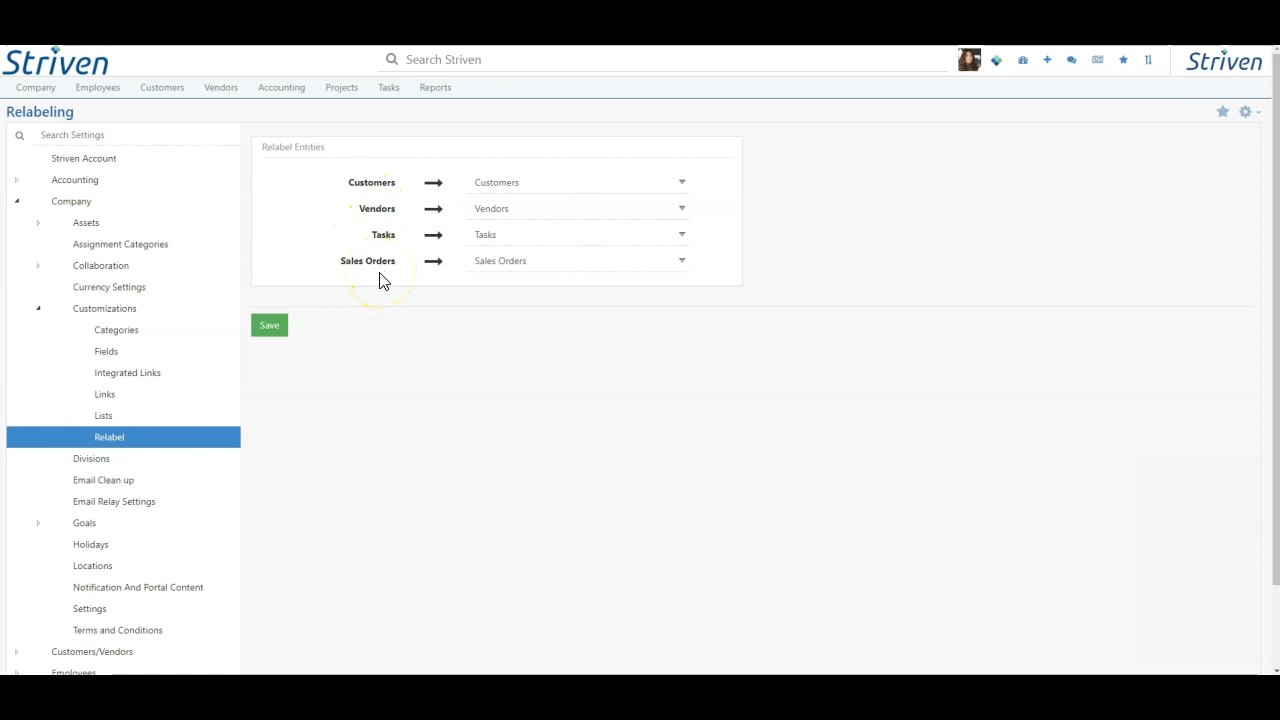 Striven
Search Striven
Striven
Company Employees Customers Vendors Accounting Projects Tasks Reports
Relabeling
Search Settings
Striven Account
Accounting
Company
Assets
Assignment Categories
Collaboration
Currency Settings
Customizations
Categories
Fields
Integrated Links
Links
Lists
Relabel
Divisions
Email Clean up
Email Relay Settings
Goals
Holidays
Locations
Notification And Portal Content
Settings
Terms and Conditions
Customers/Vendors
Employees
Relabel Entities
Customers Customers
Vendors Vendors
Tasks Tasks
Sales Orders Sales Orders
Save